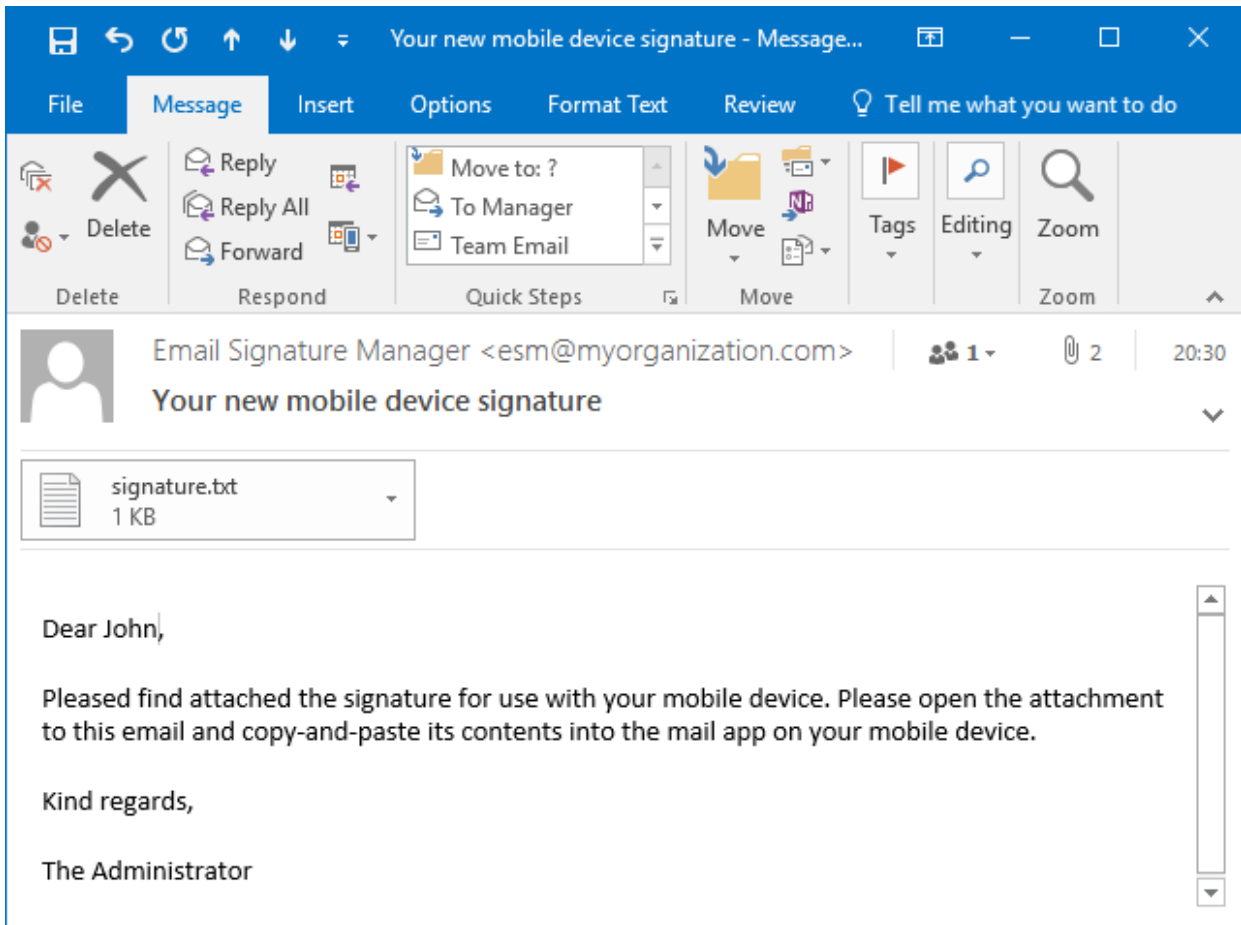 Your new mobile device signature - Message...
File Message Insert Options Format Text Review Tell me what you want to do
Delete
Reply
Reply All
Forward
Move to: ?
To Manager
Team Email
Move
Tags
Editing
Zoom
Delete Respond Quick Steps Move Zoom
Email Signature Manager <esm@myorganization.com> 1 2 20:30
Your new mobile device signature
signature.txt
1 KB
Dear John,
Pleased find attached the signature for use with your mobile device. Please open the attachment
to this email and copy-and-paste its contents into the mail app on your mobile device.
Kind regards,
The Administrator